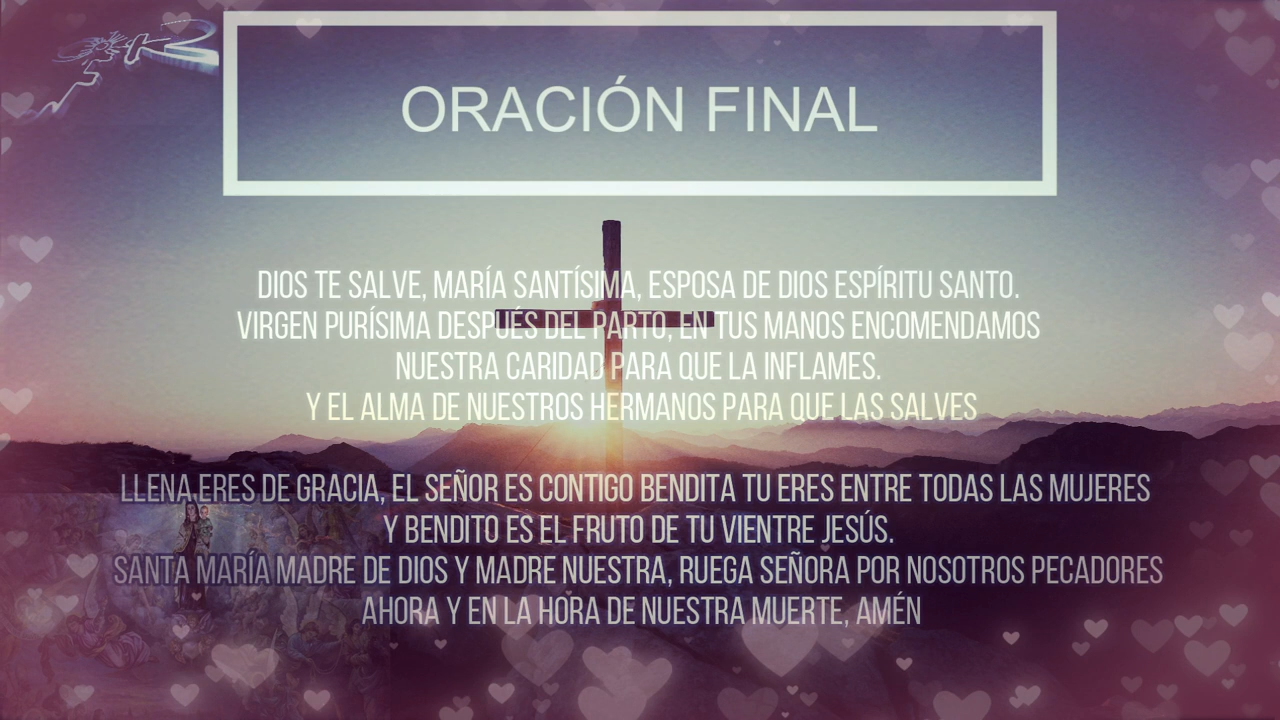 ORACIÓN FINAL
DIOS TE SALVE, MARÍA SANTÍSIMA, ESPOSA DE DIOS ESPÍRITU SANTO.
VIRGEN PURÍSIMA DESPUÉS DEL PARTO, EN TUS MANOS ENCOMENDAMOS
NUESTRA CARIDAD PARA QUE LA INFLAMES.
Y EL ALMA DE NUESTROS HERMANOS PARA QUE LAS SALVES
LLENA ERES DE GRACIA, EL SEÑOR ES CONTIGO BENDITA TU ERES ENTRE TODAS LAS MUJERES
Y BENDITO ES EL FRUTO DE TU VIENTRE JESÚS.
SANTA MARÍA MADRE DE DIOS Y MADRE NUESTRA, RUEGA SEÑORA POR NOSOTROS PECADORES
AHORA Y EN LA HORA DE NUESTRA MUERTE, AMÉN